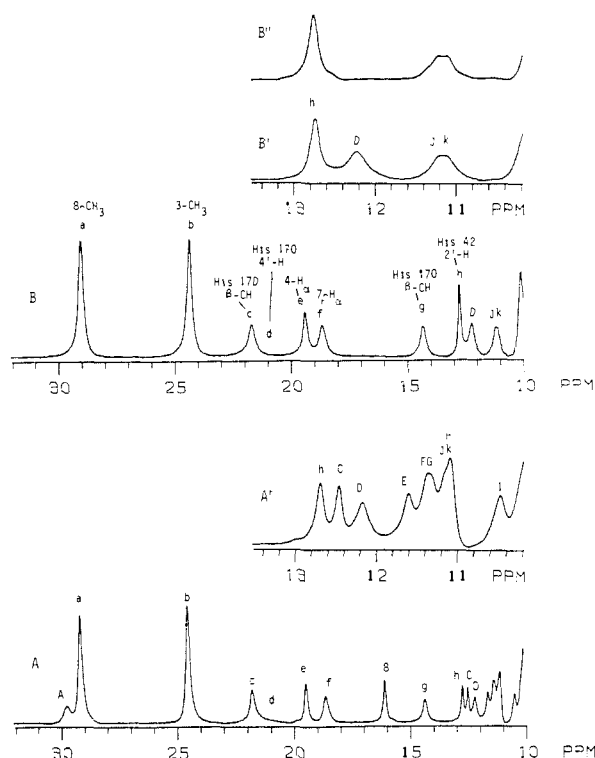 B"
B'
h
D
J k
13 12 11 PPM
8-CH3
a
3-CH3
b
His 170
4'-H
His 42
2'-H
His 17D
β-CH
4-Hα
7-Hα
His 170
β-CH
B
c
d
e
f
g
h
D
Jk
30 25 20 15 10 PPM
A'
h
C
D
E
FG
Jk
13 12 11 PPM
A
A
a
b
c
d
e
f
B
g
h
C
D
30 25 20 15 10 PPM